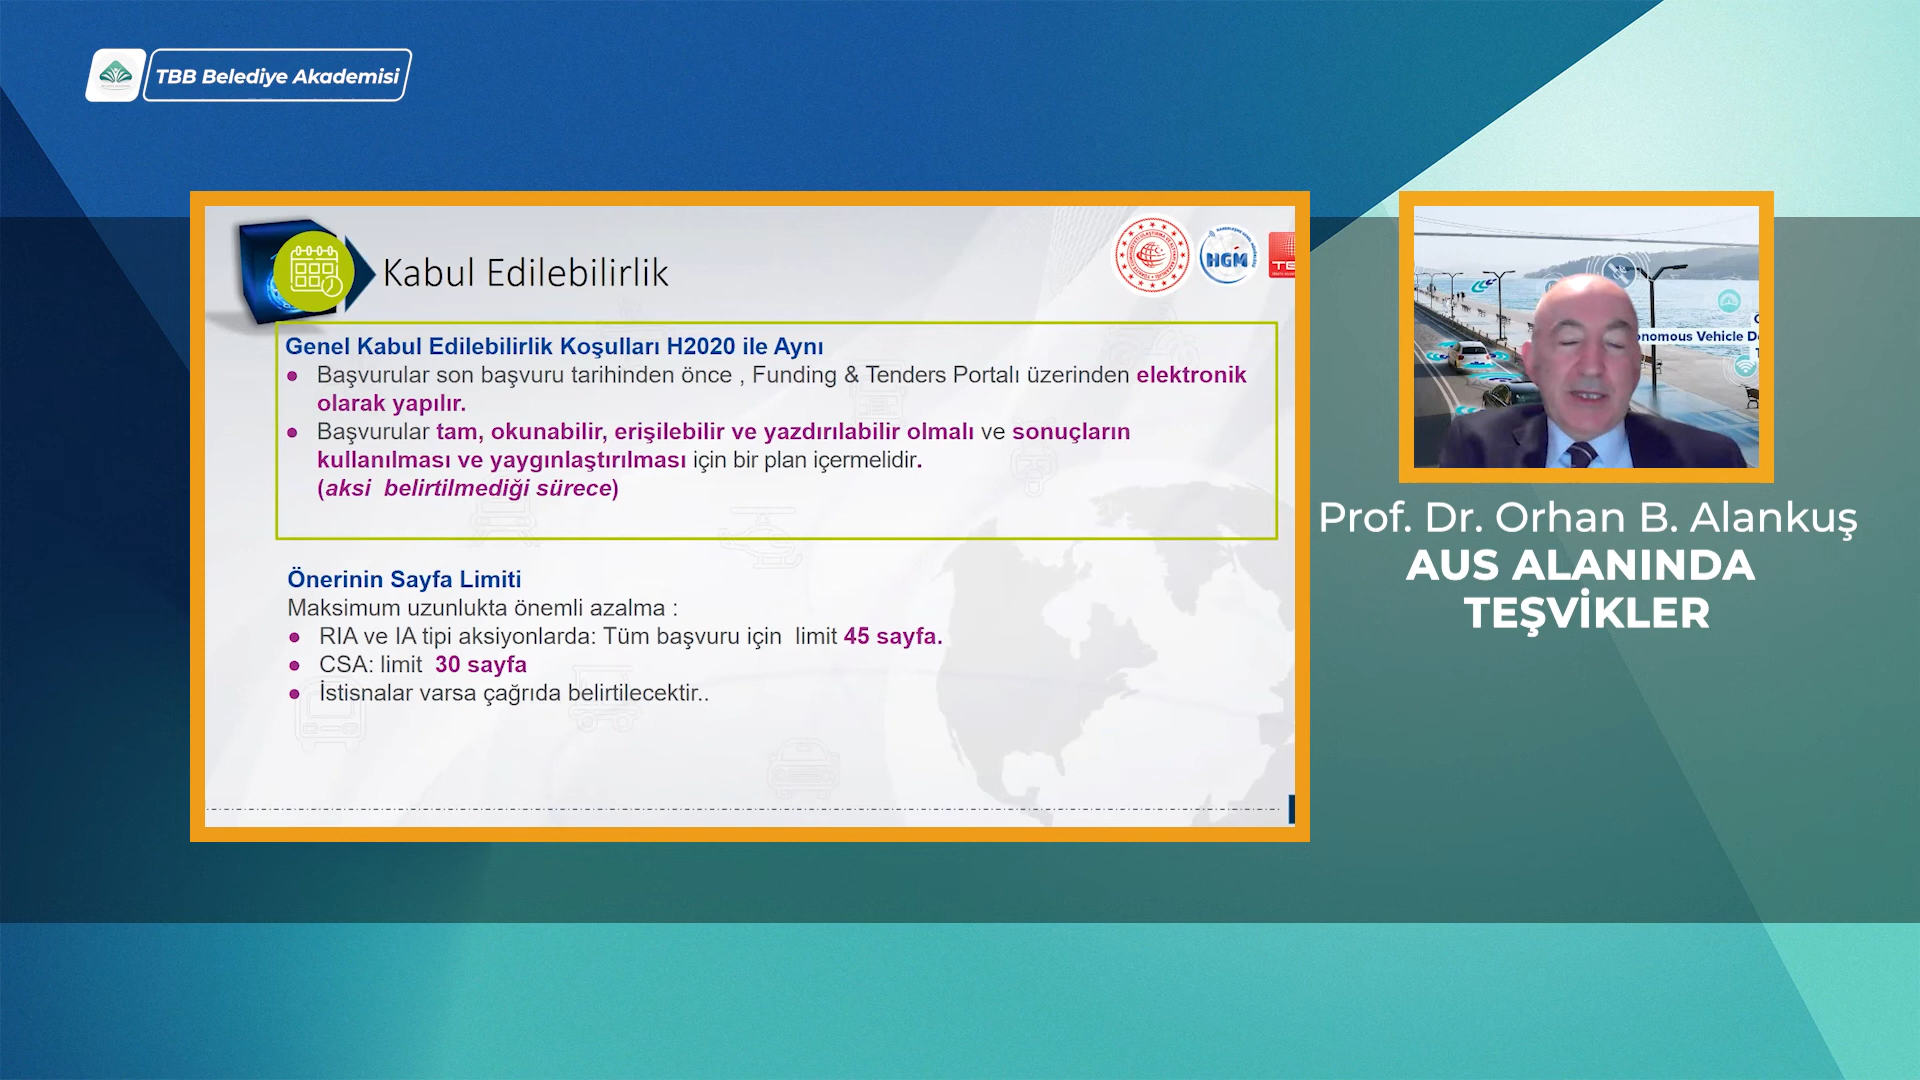 TBB Belediye Akademisi
Kabul Edilebilirlik
HGM
Genel Kabul Edilebilirlik Koşulları H2020 ile Aynı
● Başvurular son başvuru tarihinden önce , Funding & Tenders Portalı üzerinden elektronik
olarak yapılır.
● Başvurular tam, okunabilir, erişilebilir ve yazdırılabilir olmalı ve sonuçların
kullanılması ve yaygınlaştırılması için bir plan içermelidir.
(aksi belirtilmediği sürece)
Önerinin Sayfa Limiti
Maksimum uzunlukta önemli azalma :
● RIA ve IA tipi aksiyonlarda: Tüm başvuru için limit 45 sayfa.
● CSA: limit 30 sayfa
● İstisnalar varsa çağrıda belirtilecektir..
Vehicle
Prof. Dr. Orhan B. Alankuş
AUS ALANINDA
TEŞVİKLER